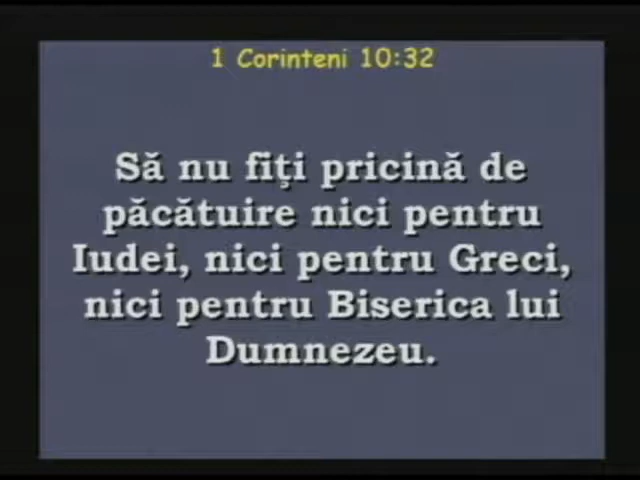 1 Corinteni 10:32
Să nu fiți pricină de
păcătuire nici pentru
Iudei, nici pentru Greci,
nici pentru Biserica lui
Dumnezeu.